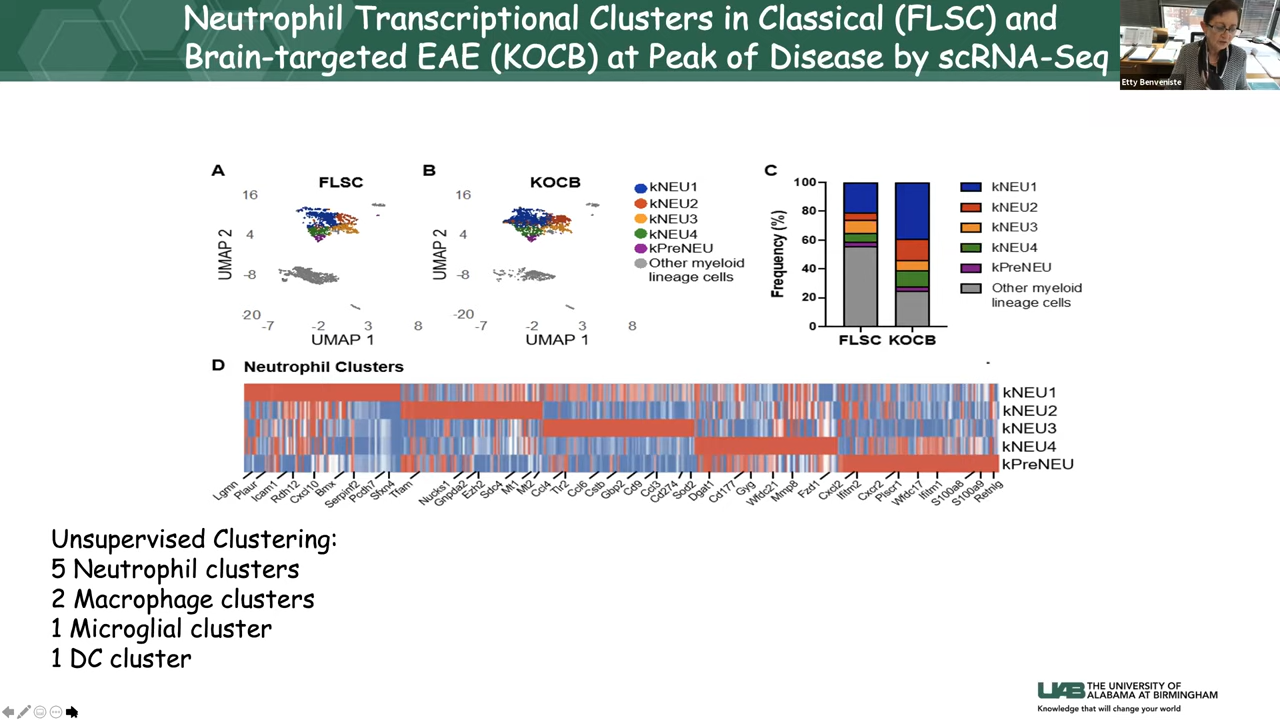 Neutrophil Transcriptional Clusters in Classical (FLSC) and
Brain-targeted EAE (KOCB) at Peak of Disease by scRNA-Seq
Etty Benveniste
A
FLSC
16
4
-8
-20
UMAP 2
-7 -2 3 8
UMAP 1
B
KOCB
16
4
-8
-20
UMAP 2
-7 -2 3 8
UMAP 1
kNEU1
kNEU2
kNEU3
kNEU4
kPreNEU
Other myeloid
lineage cells
C
Frequency (%)
100
80
60
40
20
0
FLSC KOCB
kNEU1
kNEU2
kNEU3
kNEU4
kPreNEU
Other myeloid
lineage cells
D Neutrophil Clusters
kNEU1
kNEU2
kNEU3
kNEU4
kPreNEU
Lgmn Plaur Icam1 Rdh12 Cxcl10 Bmx Serpinf2 Pcdh7 Sfxn4 Tfam Nucks1 Gnpda2 Ezh2 Sdc4 Mt1 Mt2 Ccl4 Tlr2 Ccl6 Cstb Gbp2 Cd9 Ccl3 Cd274 Sod2 Dgat1 Cd177 Gyg Wfdc21 Mmp8 Fzd1 Cxcl2 Ifitm2 Cxcr2 Plscr1 Wfdc17 Ifitm1 S100a8 S100a9 Retnlg
Unsupervised Clustering:
5 Neutrophil clusters
2 Macrophage clusters
1 Microglial cluster
1 DC cluster
UAB THE UNIVERSITY OF
ALABAMA AT BIRMINGHAM
Knowledge that will change your world